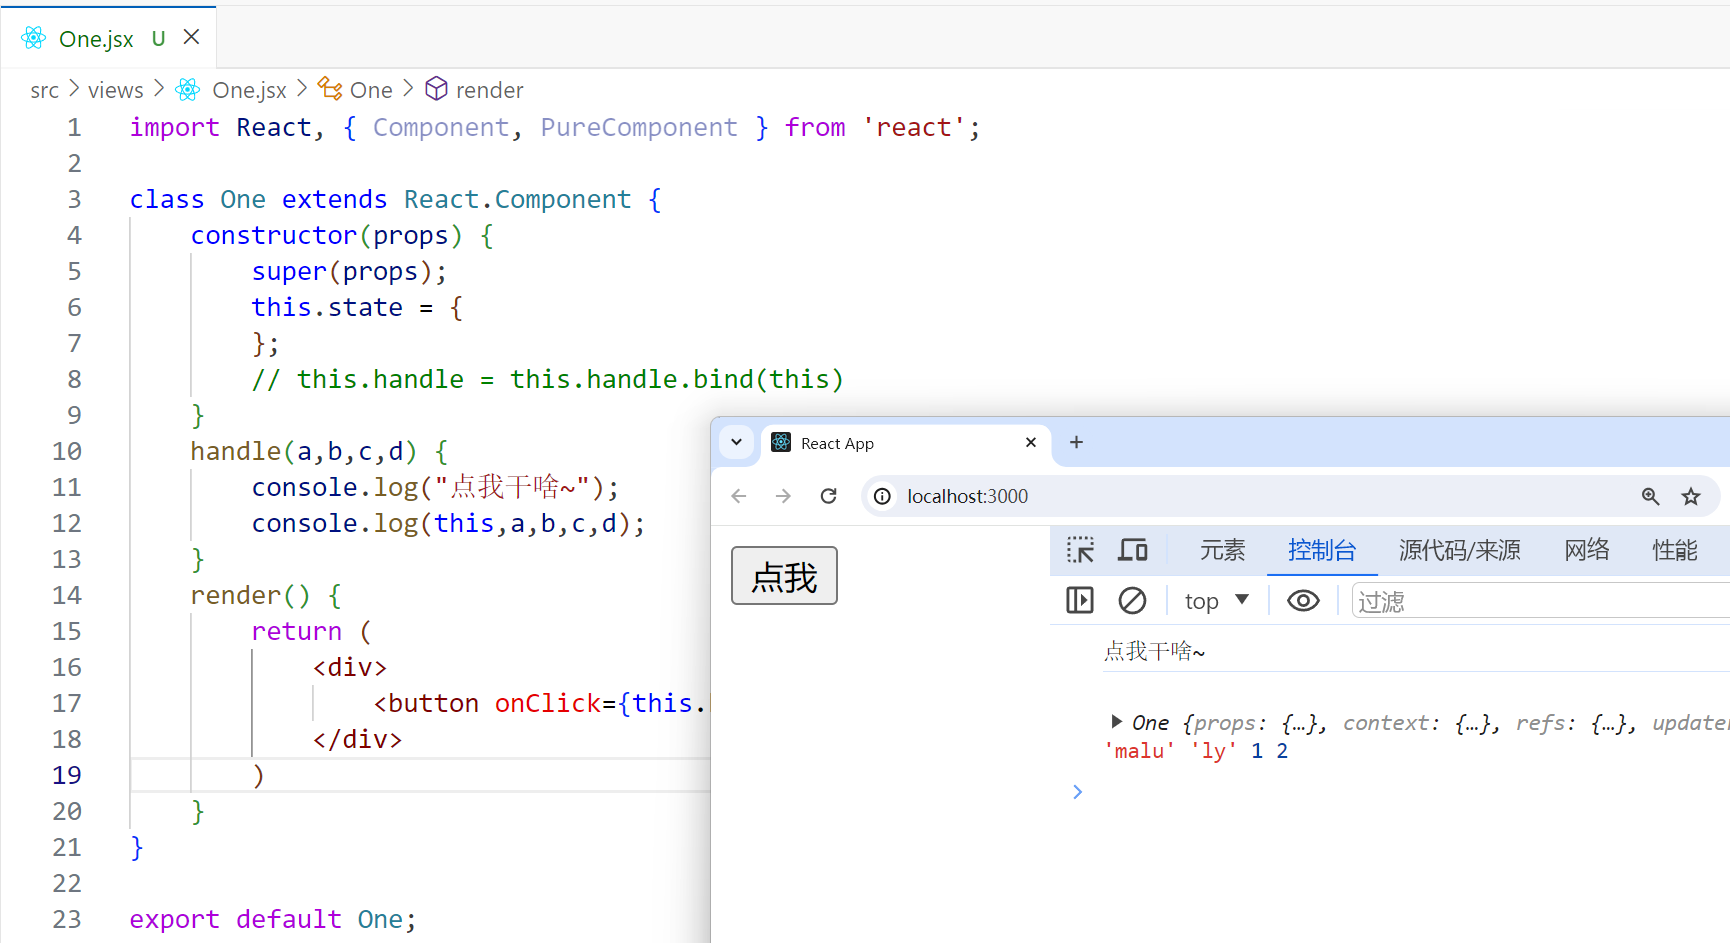 One.jsx U
src > views > One.jsx > One > render
1 import React, { Component, PureComponent } from 'react';
2
3 class One extends React.Component {
4 constructor(props) {
5 super(props);
6 this.state = {
7 };
8 // this.handle = this.handle.bind(this)
9 }
10 handle(a,b,c,d) {
11 console.log("点我干啥~");
12 console.log(this,a,b,c,d);
13 }
14 render() {
15 return (
16 <div>
17 <button onClick={this.
18 </div>
19 )
20 }
21 }
22
23 export default One;
React App
localhost:3000
点我
元素 控制台 源代码/来源 网络 性能
top 过滤
点我干啥~
One {props: {…}, context: {…}, refs: {…}, updater
'malu' 'ly' 1 2